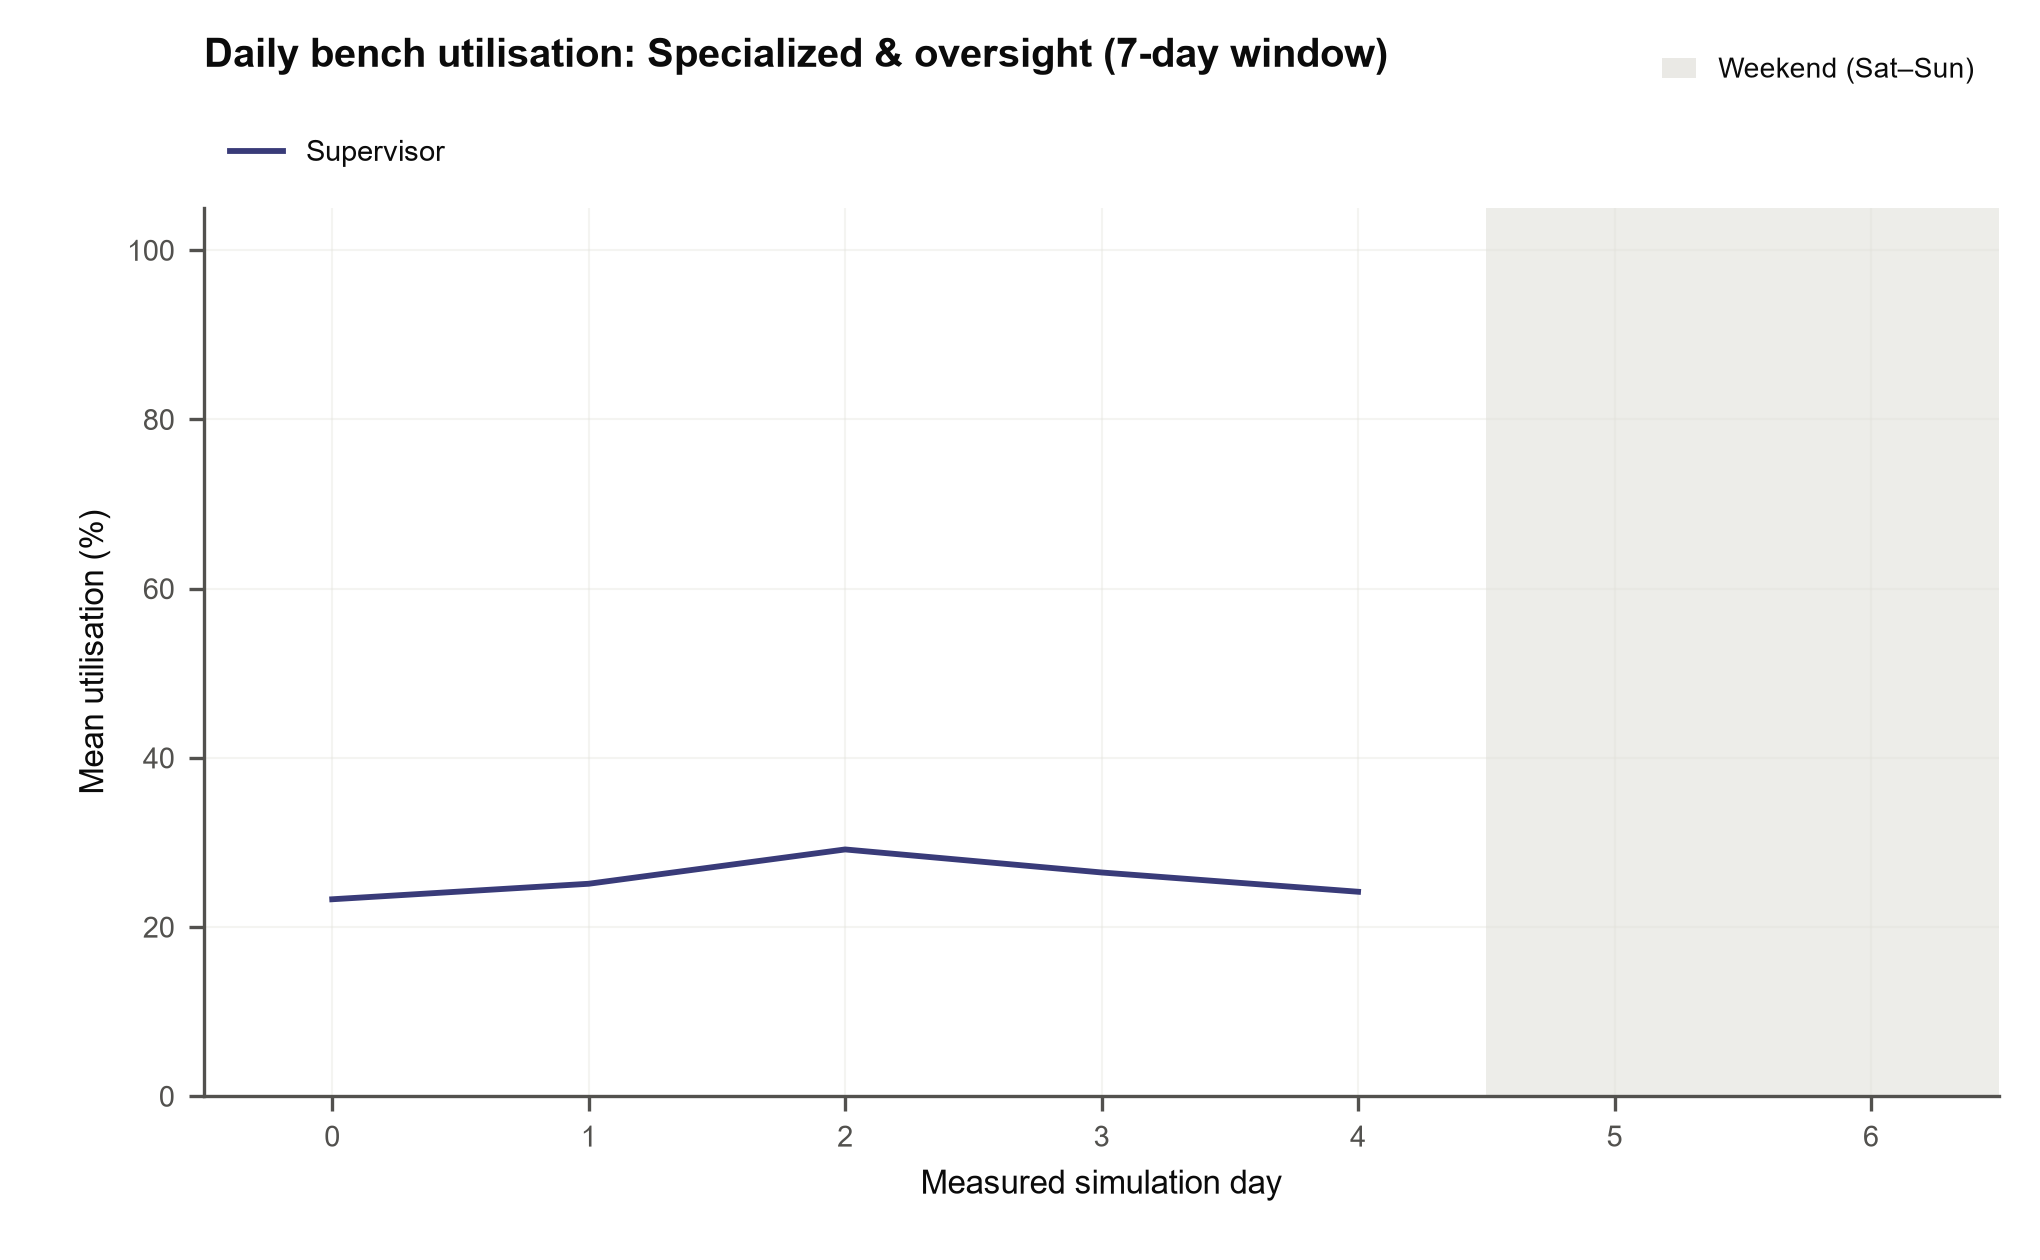 Daily bench utilisation: Specialized & oversight (7-day window)
Weekend (Sat–Sun)
Supervisor
Mean utilisation (%)
100
80
60
40
20
0
0 1 2 3 4 5 6
Measured simulation day